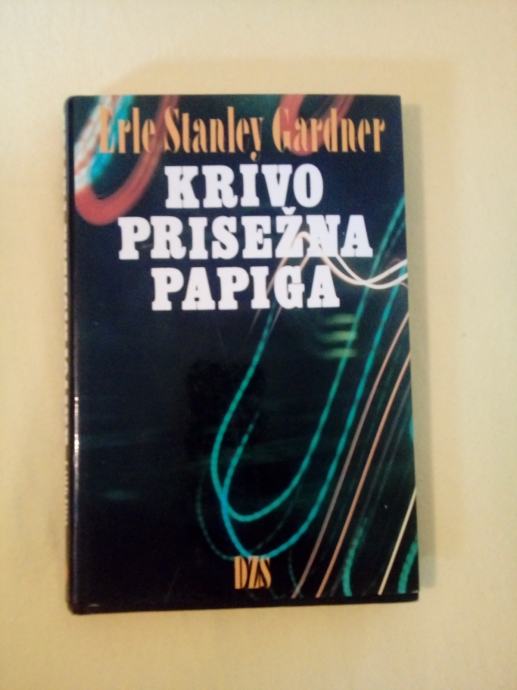 Erle Stanley Gardner
KRIVO
PRISEŽNA
PAPIGA
DZS